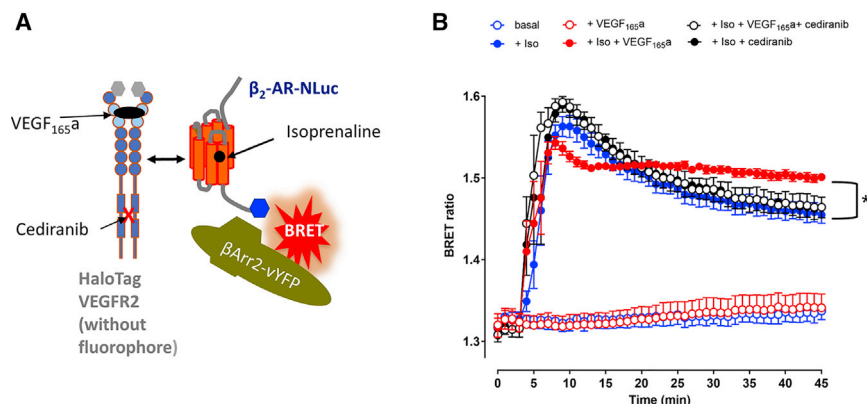 A
β₂-AR-NLuc
VEGF₁₆₅a
Isoprenaline
Cediranib
BRET
βArr2-vYFP
HaloTag
VEGFR2
(without
fluorophore)
B
basal
+ VEGF₁₆₅a
+ Iso + VEGF₁₆₅a+ cediranib
+ Iso
+ Iso + VEGF₁₆₅a
+ Iso + cediranib
1.6
1.5
1.4
1.3
BRET ratio
*
0 5 10 15 20 25 30 35 40 45
Time (min)